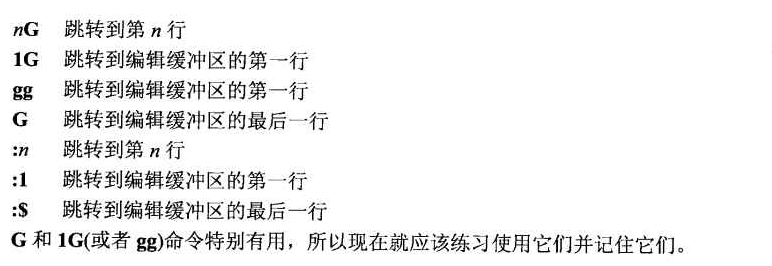 nG 跳转到第 n 行
1G 跳转到编辑缓冲区的第一行
gg 跳转到编辑缓冲区的第一行
G 跳转到编辑缓冲区的最后一行
:n 跳转到第 n 行
:1 跳转到编辑缓冲区的第一行
:$ 跳转到编辑缓冲区的最后一行
G 和 1G(或者 gg)命令特别有用，所以现在就应该练习使用它们并记住它们。